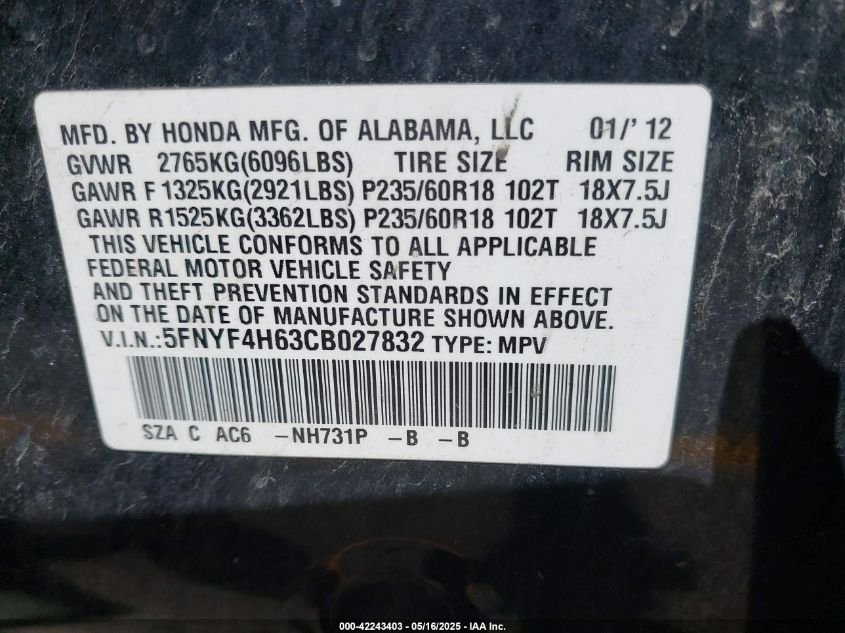 MFD. BY HONDA MFG. OF ALABAMA, LLC 01/' 12
GVWR 2765KG(6096LBS) TIRE SIZE RIM SIZE
GAWR F 1325KG(2921LBS) P235/60R18 102T 18X7.5J
GAWR R1525KG(3362LBS) P235/60R18 102T 18X7.5J
THIS VEHICLE CONFORMS TO ALL APPLICABLE
FEDERAL MOTOR VEHICLE SAFETY
AND THEFT PREVENTION STANDARDS IN EFFECT
ON THE DATE OF MANUFACTURE SHOWN ABOVE.
V.I.N.:5FNYF4H63CB027832 TYPE: MPV
SZA C AC6 -NH731P -B -B
000-42243403 - 05/16/2025 - IAA Inc.